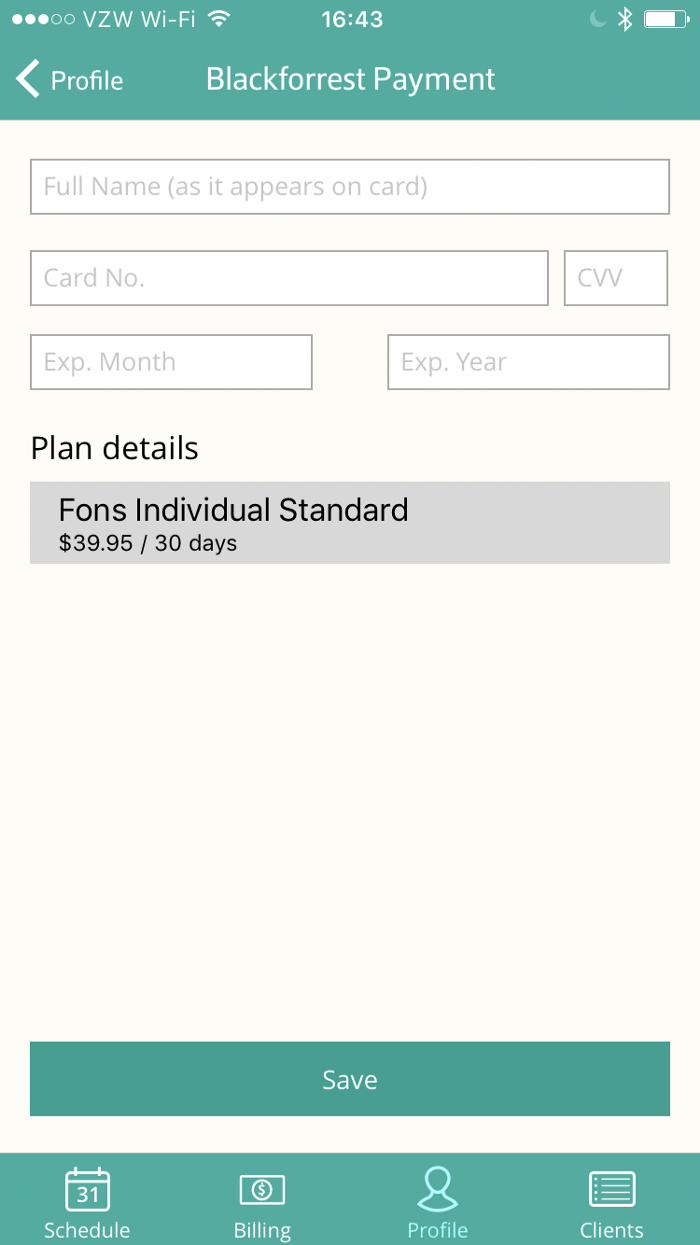 VZW Wi-Fi 16:43
Profile Blackforrest Payment
Full Name (as it appears on card)
Card No. CVV
Exp. Month Exp. Year
Plan details
Fons Individual Standard
$39.95 / 30 days
Save
31
Schedule Billing Profile Clients